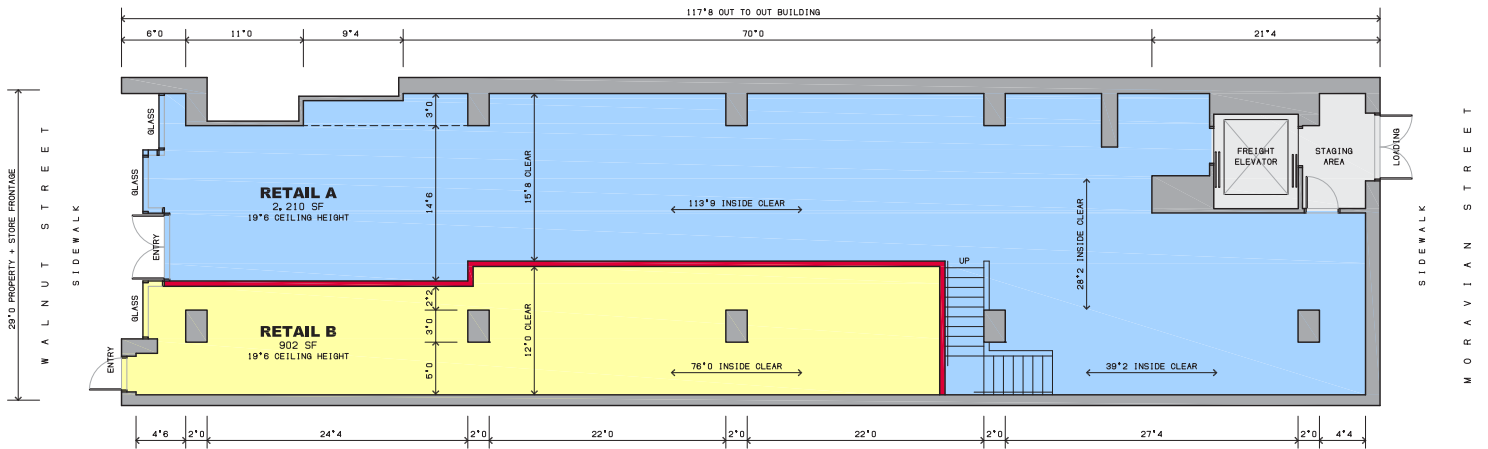 117'8 OUT TO OUT BUILDING
6'0
11'0
9'4
70'0
21'4
29'0 PROPERTY + STORE FRONTAGE
WALNUT STREET
SIDEWALK
GLASS
GLASS
ENTRY
GLASS
ENTRY
RETAIL A
2,210 SF
19'6 CEILING HEIGHT
3'0
14'6
15'8 CLEAR
113'9 INSIDE CLEAR
28'2 INSIDE CLEAR
FREIGHT
ELEVATOR
STAGING
AREA
LOADING
SIDEWALK
MORAVIAN STREET
UP
RETAIL B
902 SF
19'6 CEILING HEIGHT
2'2
3'0
5'0
12'0 CLEAR
76'0 INSIDE CLEAR
39'2 INSIDE CLEAR
4'6
2'0
24'4
2'0
22'0
2'0
22'0
2'0
27'4
2'0
4'4